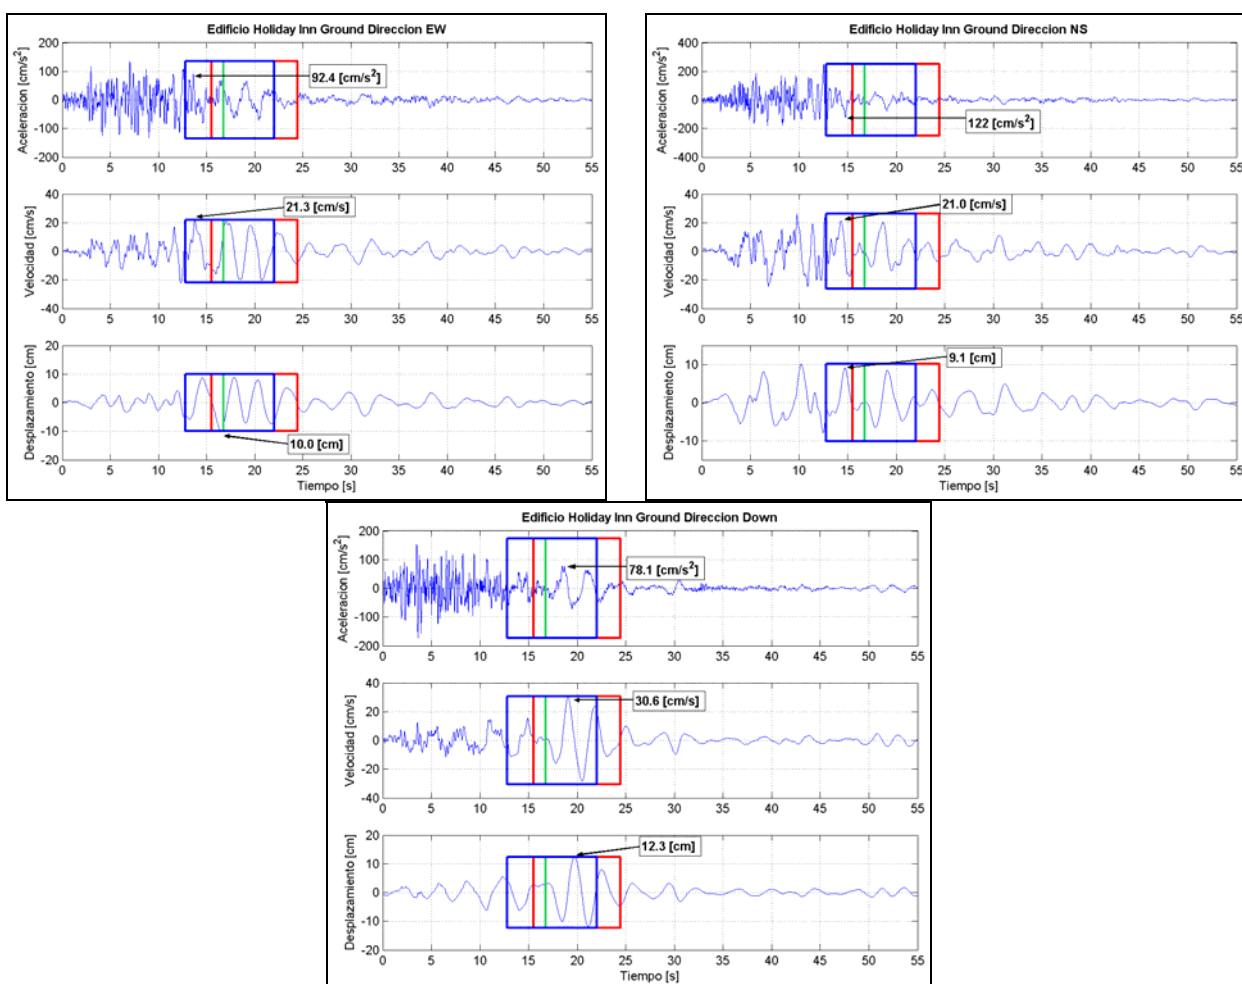 Edificio Holiday Inn Ground Direccion EW
Aceleracion [cm/s²]
200
100
0
-100
-200
92.4 [cm/s²]
0 5 10 15 20 25 30 35 40 45 50 55
Velocidad [cm/s]
40
20
0
-20
-40
21.3 [cm/s]
0 5 10 15 20 25 30 35 40 45 50 55
Desplazamiento [cm]
20
10
0
-10
-20
10.0 [cm]
0 5 10 15 20 25 30 35 40 45 50 55
Tiempo [s]
Edificio Holiday Inn Ground Direccion NS
Aceleracion [cm/s²]
400
200
0
-200
-400
122 [cm/s²]
0 5 10 15 20 25 30 35 40 45 50 55
Velocidad [cm/s]
40
20
0
-20
-40
21.0 [cm/s]
0 5 10 15 20 25 30 35 40 45 50 55
Desplazamiento [cm]
10
0
-10
9.1 [cm]
0 5 10 15 20 25 30 35 40 45 50 55
Tiempo [s]
Edificio Holiday Inn Ground Direccion Down
Aceleracion [cm/s²]
200
100
0
-100
-200
78.1 [cm/s²]
0 5 10 15 20 25 30 35 40 45 50 55
Velocidad [cm/s]
40
20
0
-20
-40
30.6 [cm/s]
0 5 10 15 20 25 30 35 40 45 50 55
Desplazamiento [cm]
20
10
0
-10
-20
12.3 [cm]
0 5 10 15 20 25 30 35 40 45 50 55
Tiempo [s]